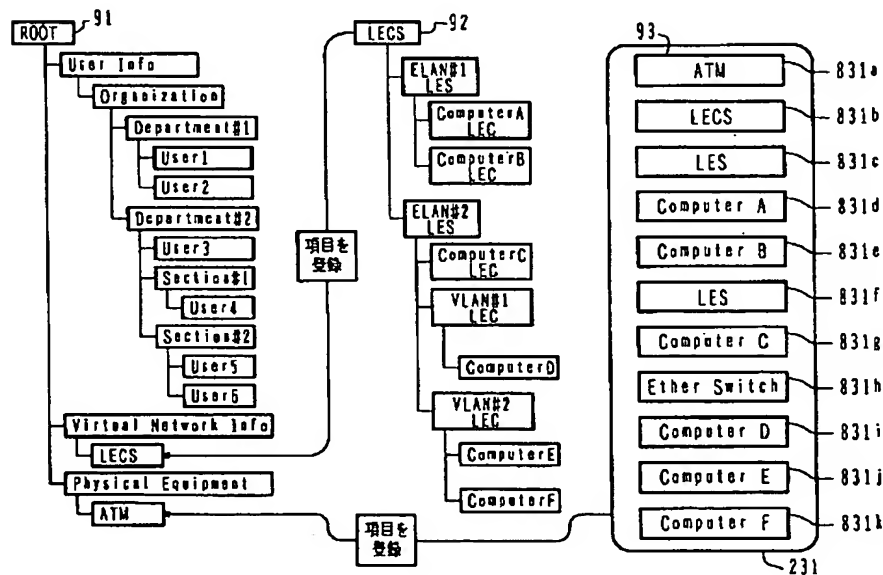 ROOT
91
User Info
Organization
Department#1
User1
User2
Department#2
User3
Section#1
User4
Section#2
User5
User6
Virtual Network Info
LECS
Physical Equipment
ATM
項目を
登録
項目を
登録
LECS
92
ELAN#1
LES
ComputerA
LEC
ComputerB
LEC
ELAN#2
LES
ComputerC
LEC
VLAN#1
LEC
ComputerD
VLAN#2
LEC
ComputerE
ComputerF
93
ATM
831a
LECS
831b
LES
831c
Computer A
831d
Computer B
831e
LES
831f
Computer C
831g
Ether Switch
831h
Computer D
831i
Computer E
831j
Computer F
831k
231